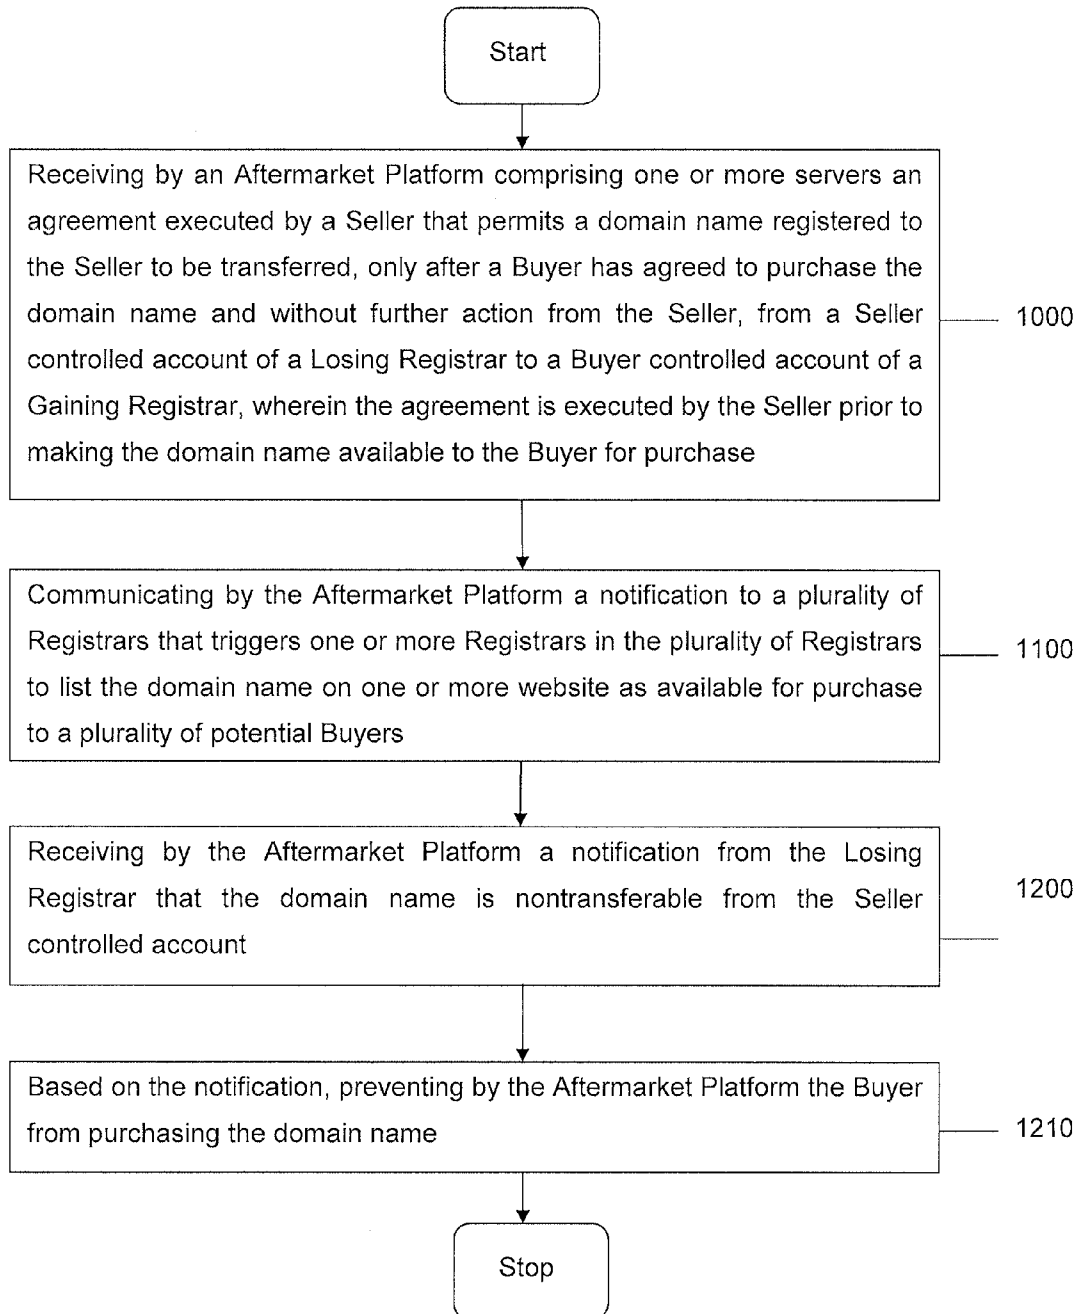 Start
Receiving by an Aftermarket Platform comprising one or more servers an
agreement executed by a Seller that permits a domain name registered to
the Seller to be transferred, only after a Buyer has agreed to purchase the
domain name and without further action from the Seller, from a Seller
controlled account of a Losing Registrar to a Buyer controlled account of a
Gaining Registrar, wherein the agreement is executed by the Seller prior to
making the domain name available to the Buyer for purchase
1000
Communicating by the Aftermarket Platform a notification to a plurality of
Registrars that triggers one or more Registrars in the plurality of Registrars
to list the domain name on one or more website as available for purchase
to a plurality of potential Buyers
1100
Receiving by the Aftermarket Platform a notification from the Losing
Registrar that the domain name is nontransferable from the Seller
controlled account
1200
Based on the notification, preventing by the Aftermarket Platform the Buyer
from purchasing the domain name
1210
Stop